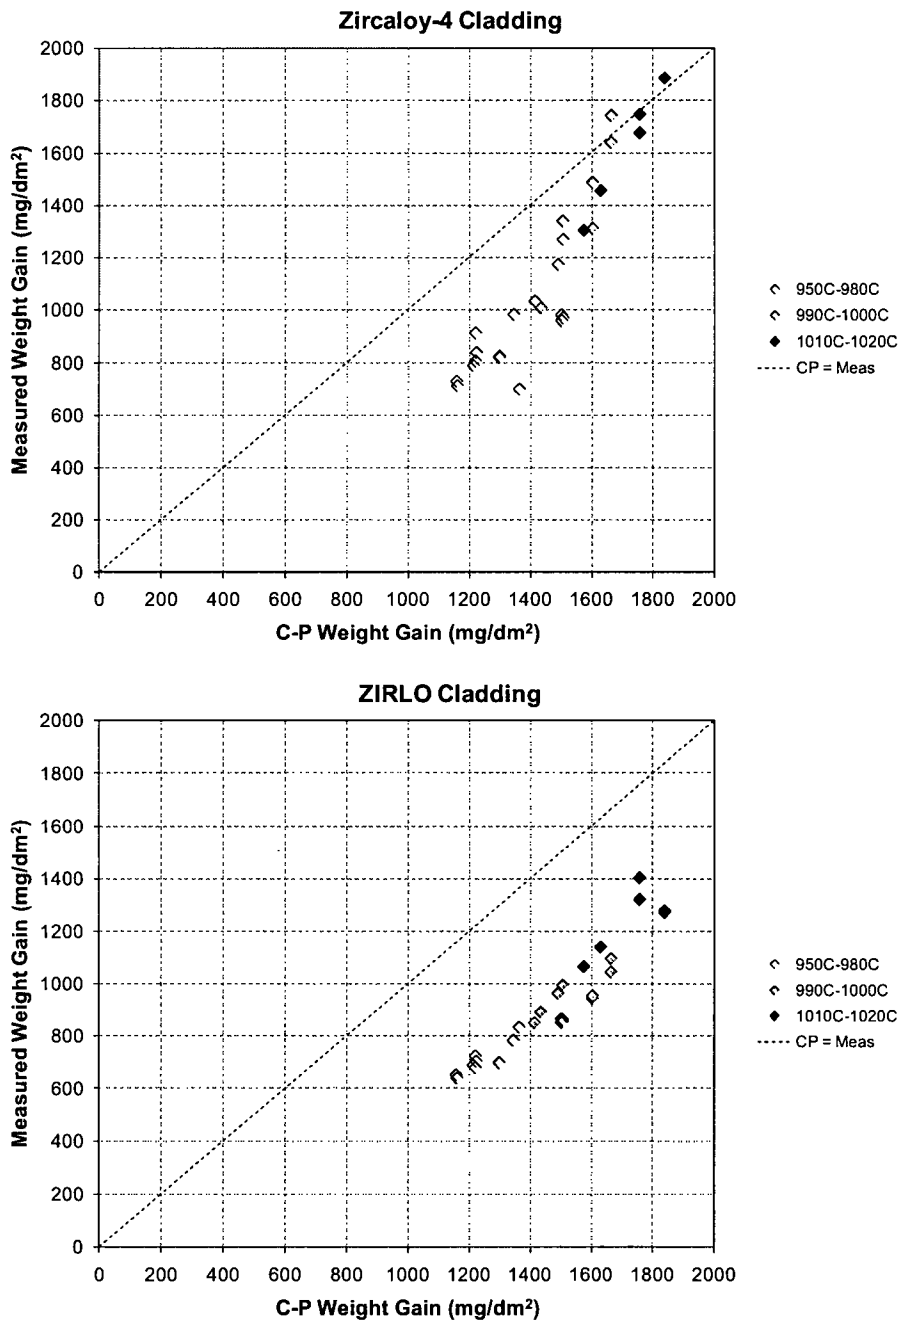 Zircaloy-4 Cladding
2000
1800
1600
1400
1200
1000
800
600
400
200
0
Measured Weight Gain (mg/dm²)
0 200 400 600 800 1000 1200 1400 1600 1800 2000
C-P Weight Gain (mg/dm²)
950C-980C
990C-1000C
1010C-1020C
CP = Meas
ZIRLO Cladding
2000
1800
1600
1400
1200
1000
800
600
400
200
0
Measured Weight Gain (mg/dm²)
0 200 400 600 800 1000 1200 1400 1600 1800 2000
C-P Weight Gain (mg/dm²)
950C-980C
990C-1000C
1010C-1020C
CP = Meas